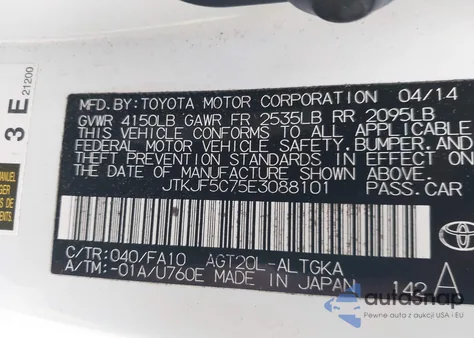 3 E 21200
MFD. BY: TOYOTA MOTOR CORPORATION 04/14
GVWR 4150LB GAWR FR 2535LB RR 2095LB
THIS VEHICLE CONFORMS TO ALL APPLICABLE
FEDERAL MOTOR VEHICLE SAFETY, BUMPER, AND
THEFT PREVENTION STANDARDS IN EFFECT ON
THE DATE OF MANUFACTURE SHOWN ABOVE.
JTKJF5C75E3088101 PASS.CAR
C/TR: 040/FA10 AGT20L-ALTGKA
A/TM: -01A/U760E MADE IN JAPAN 142 A
TOYOTA
autosnap
Pewne auta z USA i EU